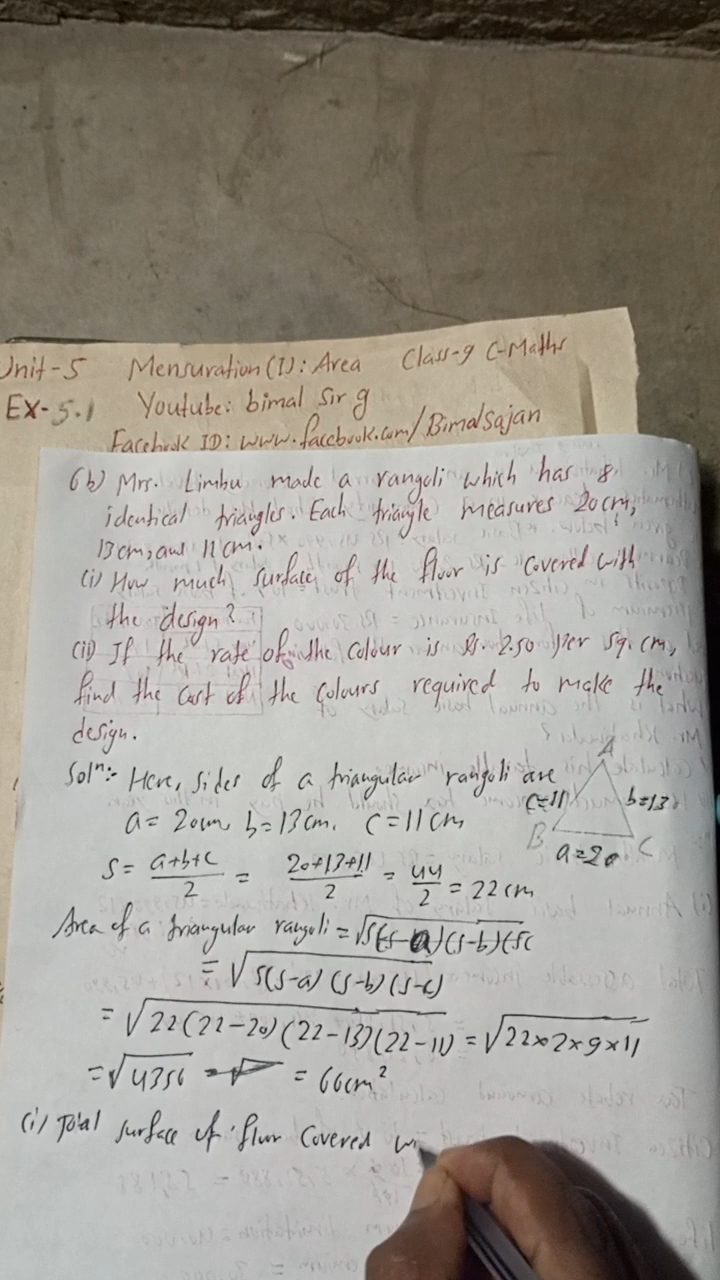 Unit-5 Mensuration(I): Area Class-9 C-Maths
EX-5.1 Youtube: bimal Sir g
Facebook ID: www.facebook.com/BimalSajan
6b) Mrs. Limbu made a rangoli which has 8
identical triangles. Each triangle measures 20cm,
13cm, and 11cm.
(i) How much surface of the floor is covered with
the design?
(ii) If the rate of the colour is Rs. 2.50 per sq. cm,
find the cost of the colours required to make the
design.
Solⁿ:- Here, sides of a triangular rangoli are
a = 20cm b = 13cm. c = 11cm
A
c=11 b=13
B C
a=20
S = a+b+c/2 = 20+13+11/2 = 44/2 = 22cm
Area of a triangular rangoli = √S(s-a)(s-b)(sc
= √s(s-a)(s-b)(s-c)
= √22(22-20)(22-13)(22-11) = √22×2×9×11
= √4356 = 66cm²
(i) Total surface of flour Covered w